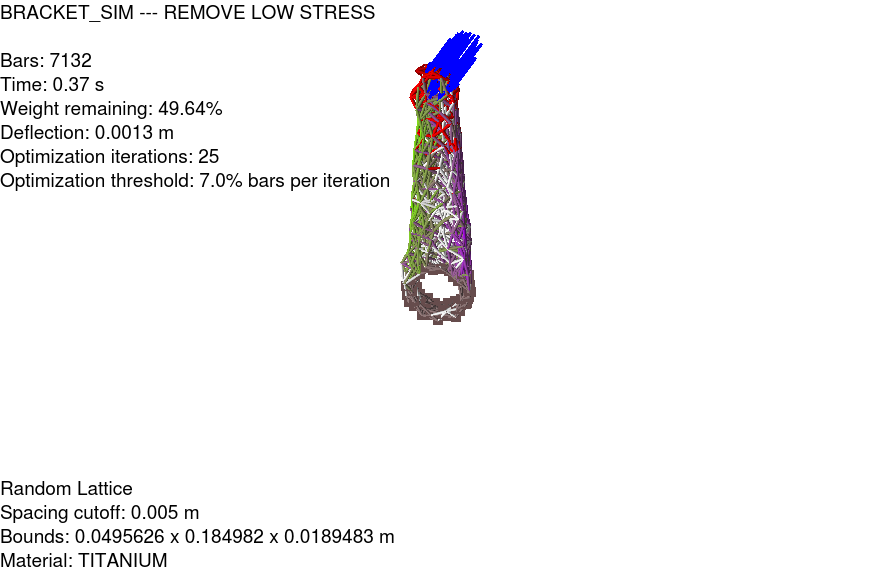 BRACKET_SIM --- REMOVE LOW STRESS
Bars: 7132
Time: 0.37 s
Weight remaining: 49.64%
Deflection: 0.0013 m
Optimization iterations: 25
Optimization threshold: 7.0% bars per iteration
Random Lattice
Spacing cutoff: 0.005 m
Bounds: 0.0495626 x 0.184982 x 0.0189483 m
Material: TITANIUM